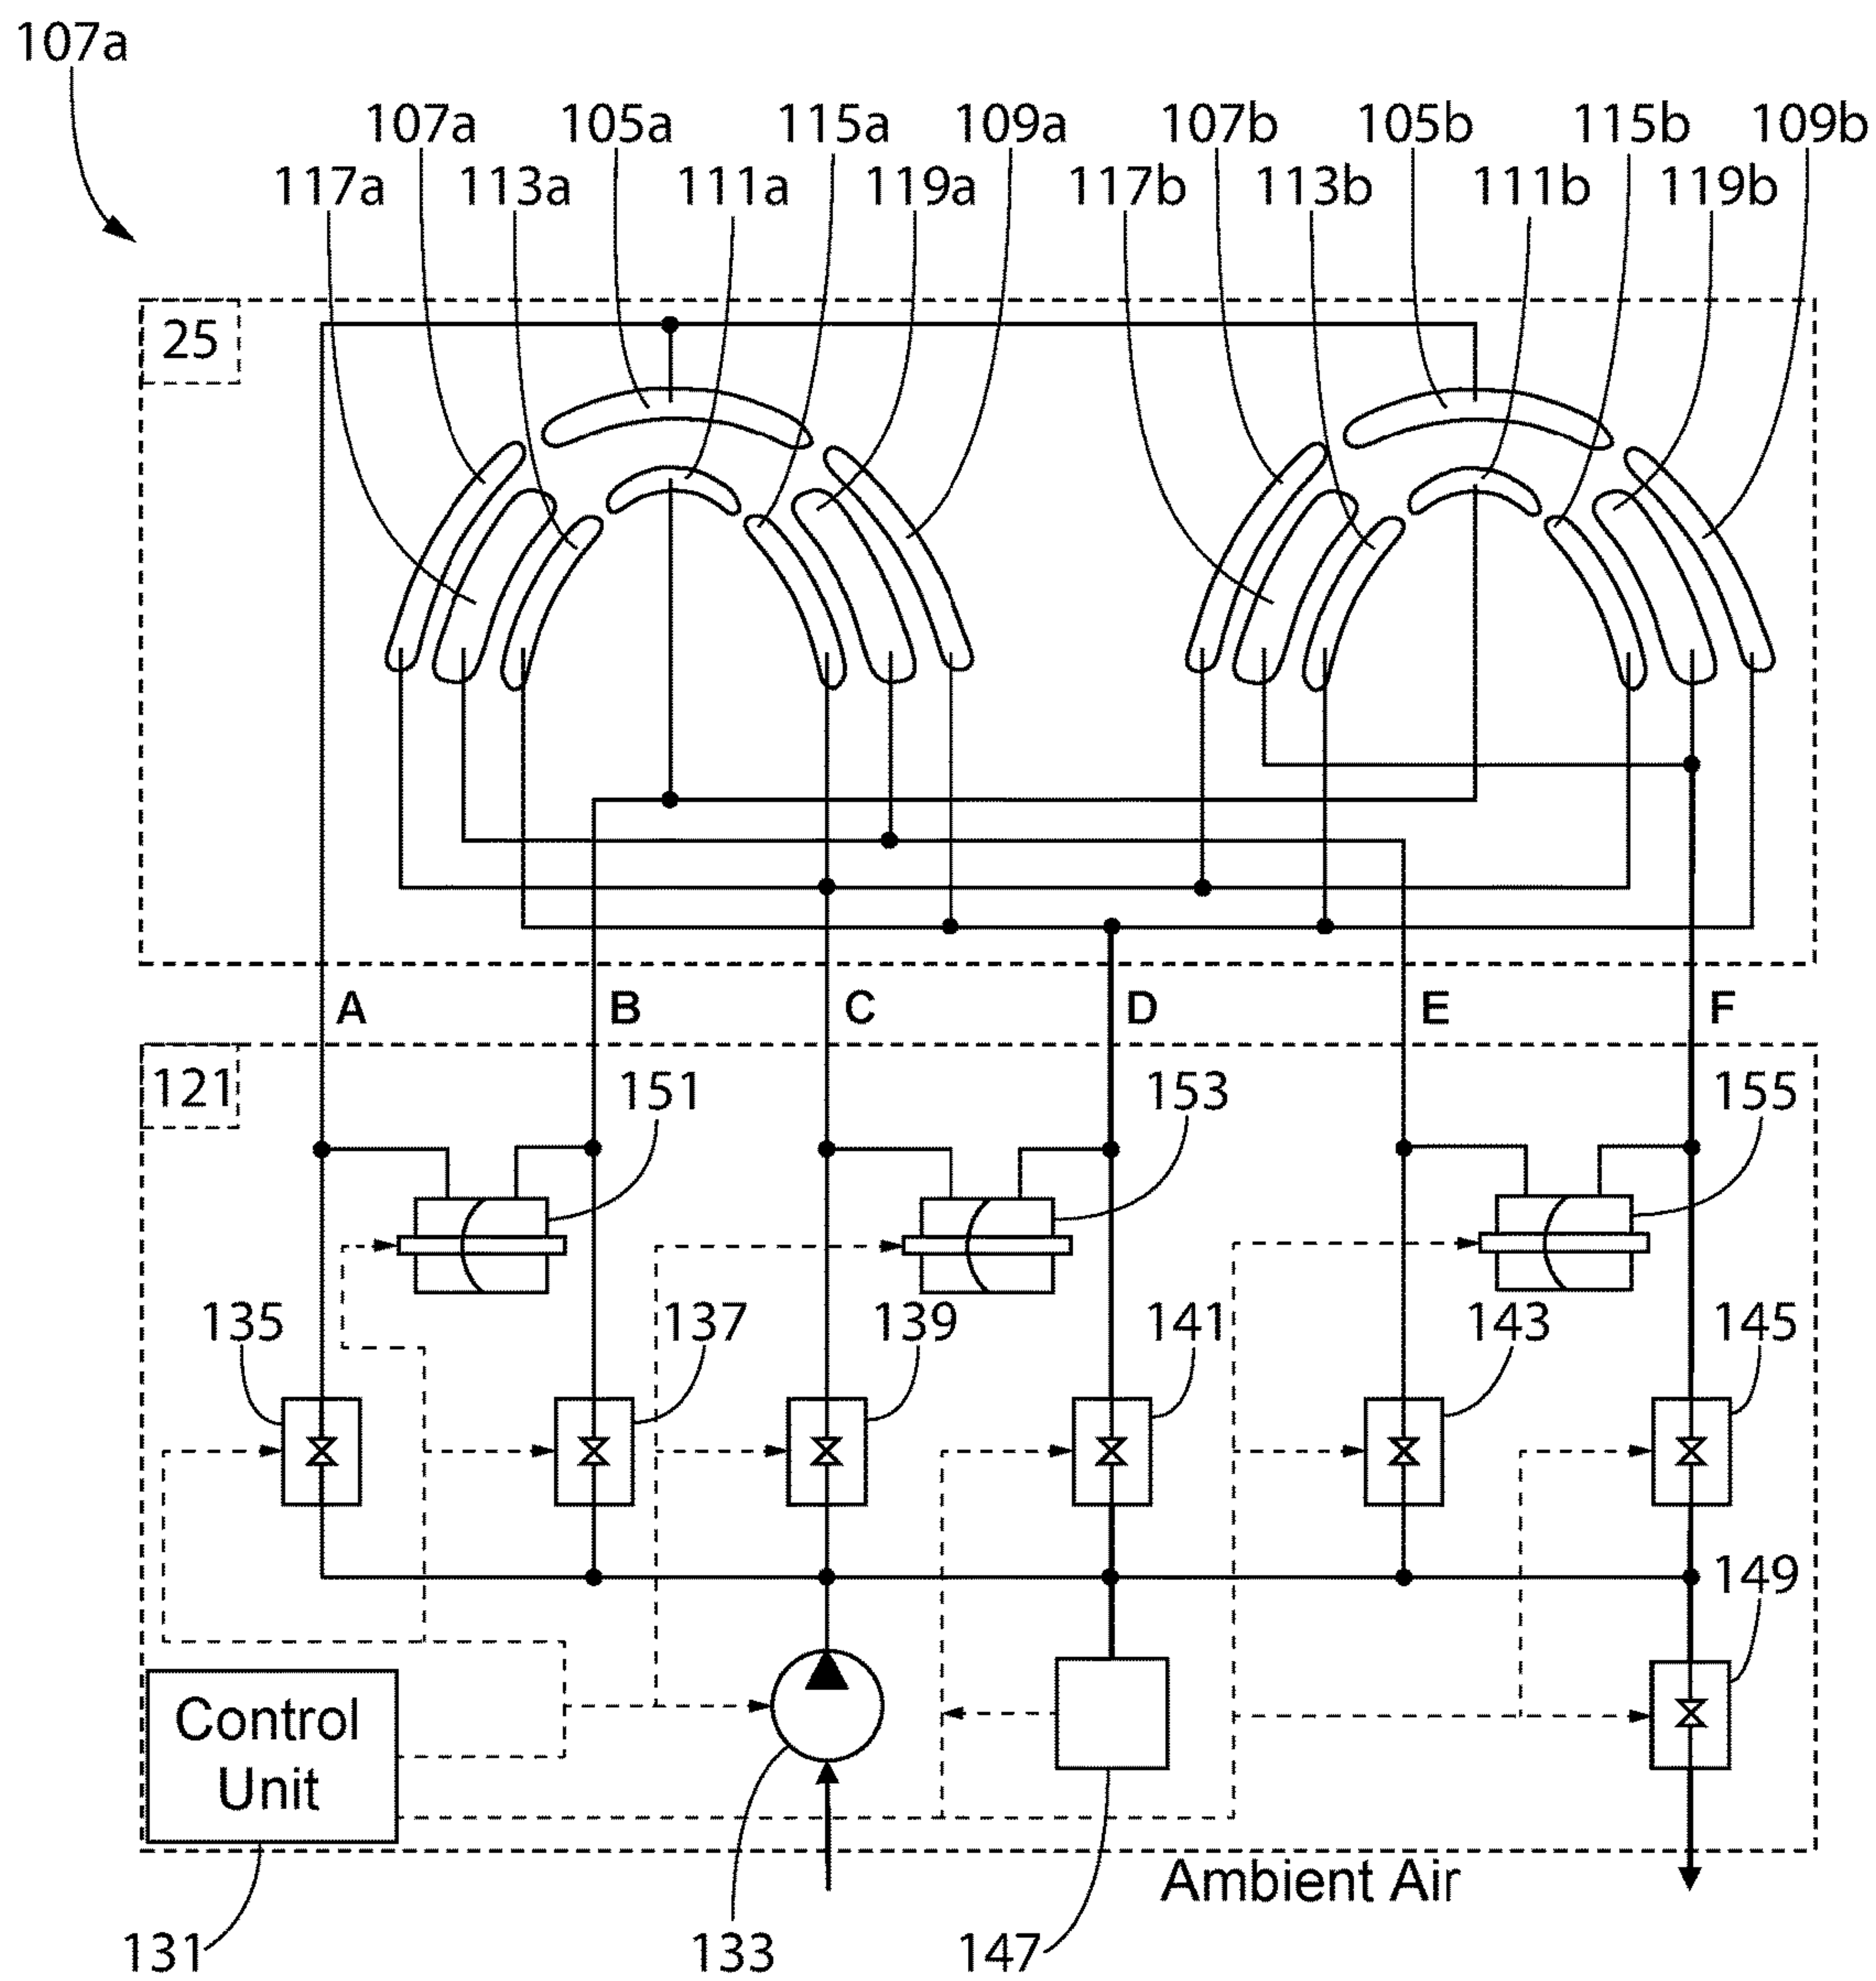 107a
107a 105a 115a 109a 107b 105b 115b 109b
117a 113a 111a 119a 117b 113b 111b 119b
25
A B C D E F
121 151 153 155
135 137 139 141 143 145
149
Control
Unit
Ambient Air
131 133 147